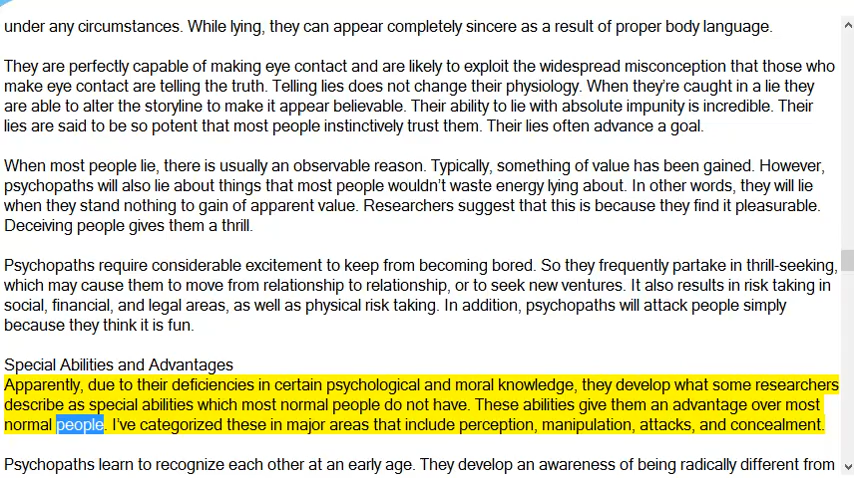 under any circumstances. While lying, they can appear completely sincere as a result of proper body language.
They are perfectly capable of making eye contact and are likely to exploit the widespread misconception that those who
make eye contact are telling the truth. Telling lies does not change their physiology. When they're caught in a lie they
are able to alter the storyline to make it appear believable. Their ability to lie with absolute impunity is incredible. Their
lies are said to be so potent that most people instinctively trust them. Their lies often advance a goal.
When most people lie, there is usually an observable reason. Typically, something of value has been gained. However,
psychopaths will also lie about things that most people wouldn't waste energy lying about. In other words, they will lie
when they stand nothing to gain of apparent value. Researchers suggest that this is because they find it pleasurable.
Deceiving people gives them a thrill.
Psychopaths require considerable excitement to keep from becoming bored. So they frequently partake in thrill-seeking,
which may cause them to move from relationship to relationship, or to seek new ventures. It also results in risk taking in
social, financial, and legal areas, as well as physical risk taking. In addition, psychopaths will attack people simply
because they think it is fun.
Special Abilities and Advantages
Apparently, due to their deficiencies in certain psychological and moral knowledge, they develop what some researchers
describe as special abilities which most normal people do not have. These abilities give them an advantage over most
normal people. I've categorized these in major areas that include perception, manipulation, attacks, and concealment.
Psychopaths learn to recognize each other at an early age. They develop an awareness of being radically different from